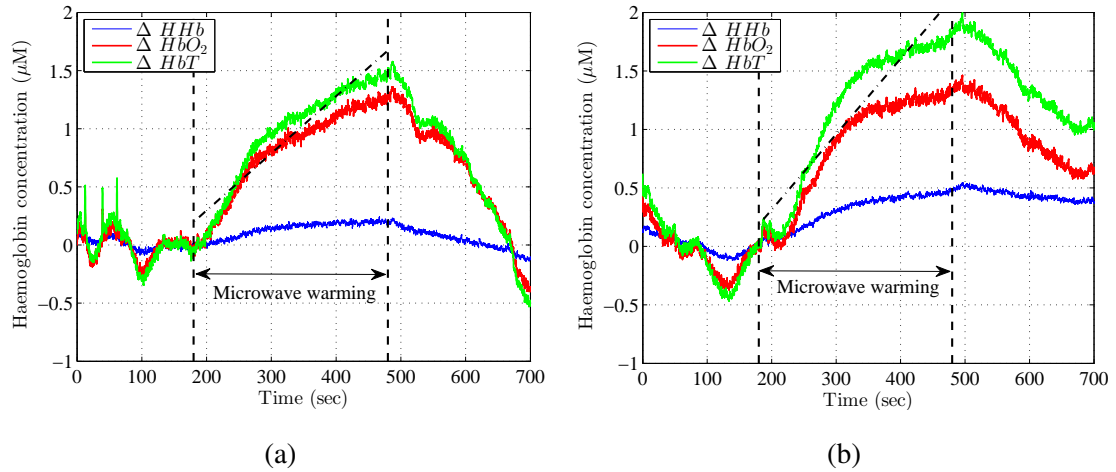 Haemoglobin concentration (μM)
2
1.5
1
0.5
0
−0.5
−1
Δ HHb
Δ HbO₂
Δ HbT
Microwave warming
0 100 200 300 400 500 600 700
Time (sec)
(a)
Haemoglobin concentration (μM)
2
1.5
1
0.5
0
−0.5
−1
Δ HHb
Δ HbO₂
Δ HbT
Microwave warming
0 100 200 300 400 500 600 700
Time (sec)
(b)